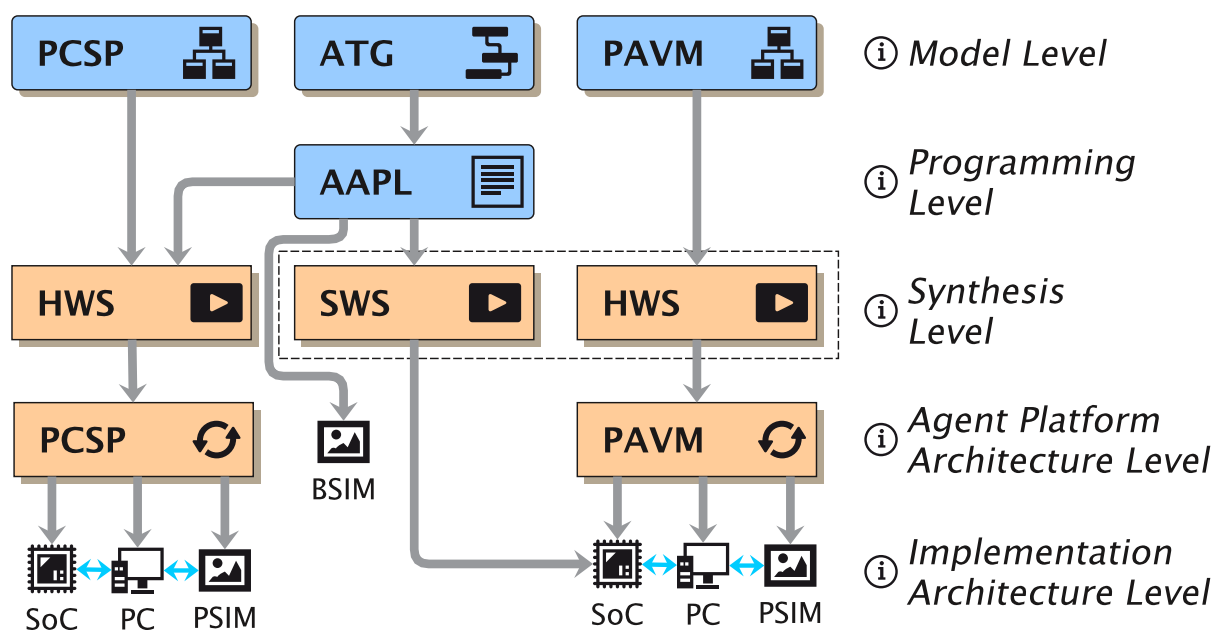 PCSP
ATG
PAVM
Model Level
AAPL
Programming
Level
HWS
SWS
HWS
Synthesis
Level
PCSP
BSIM
PAVM
Agent Platform
Architecture Level
SoC
PC
PSIM
SoC
PC
PSIM
Implementation
Architecture Level